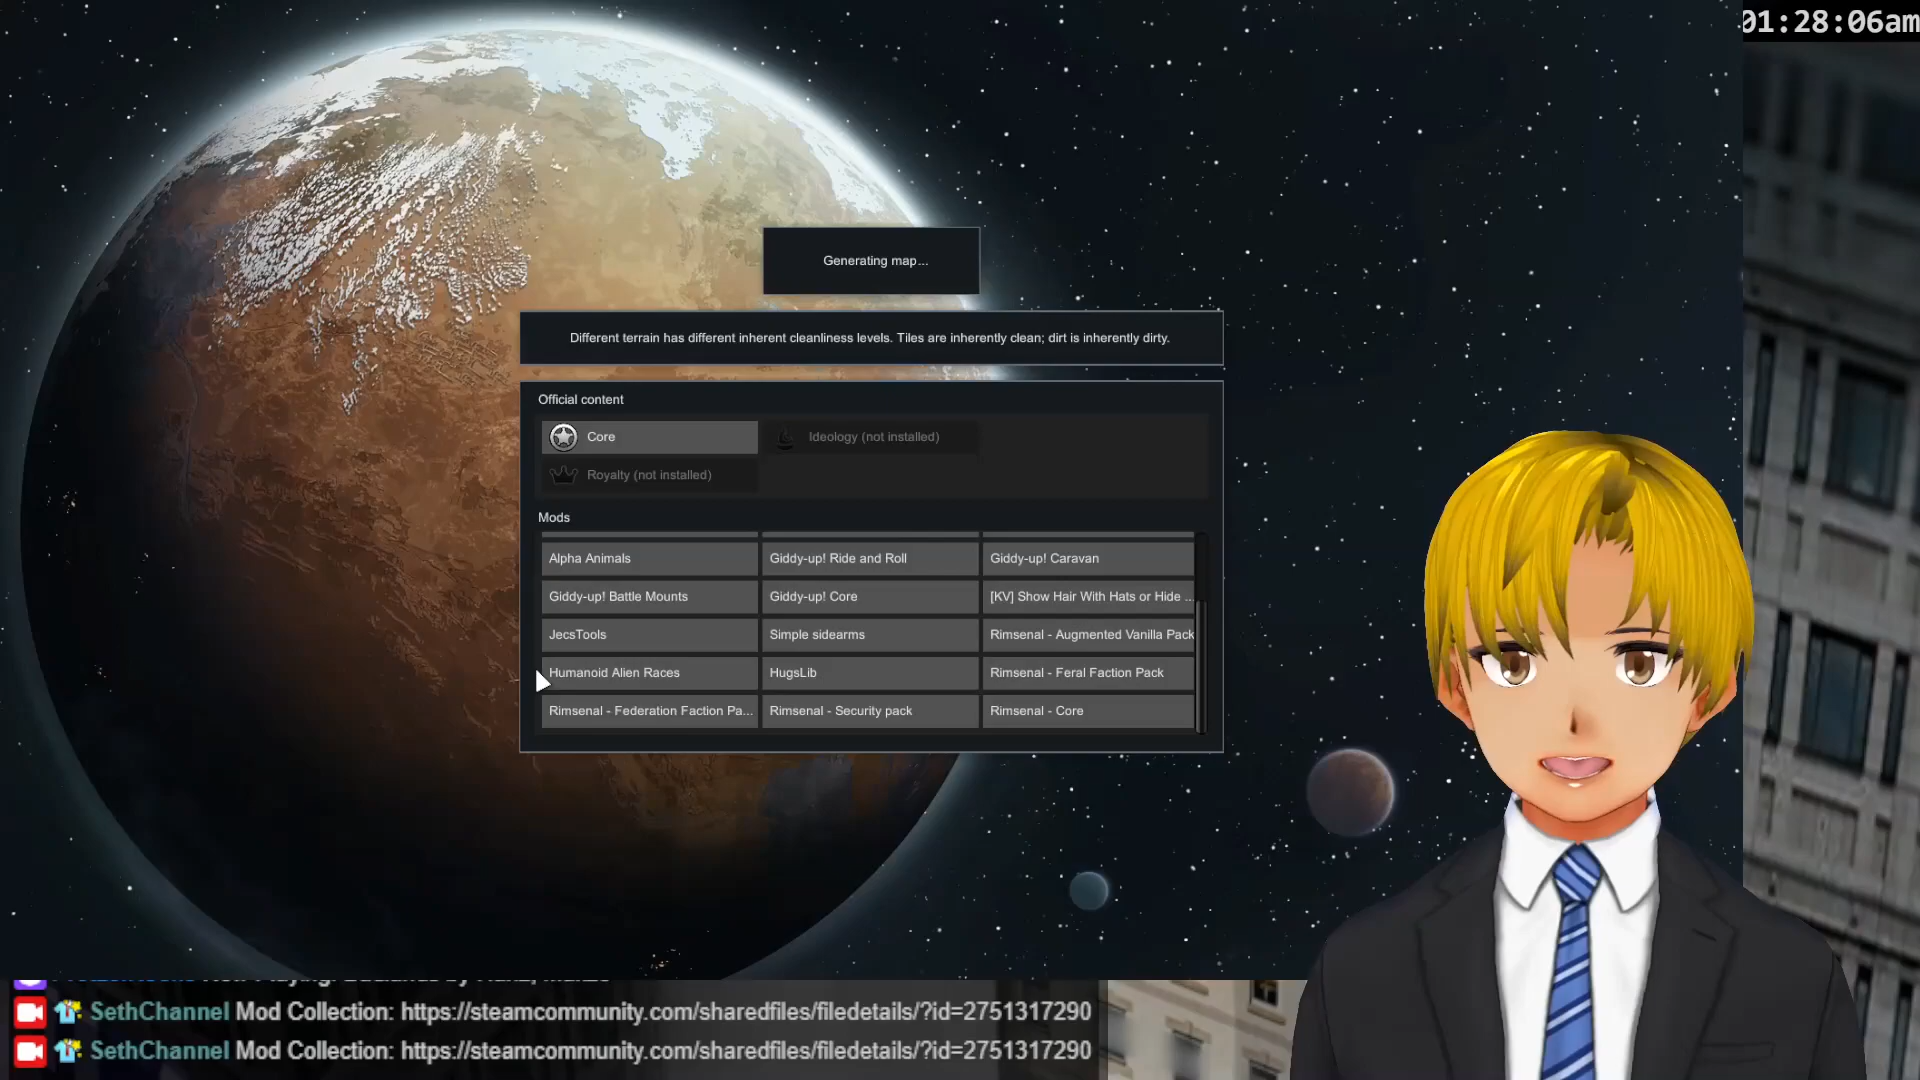 01:28:06am
Generating map...
Different terrain has different inherent cleanliness levels. Tiles are inherently clean; dirt is inherently dirty.
Official content
Core
Ideology (not installed)
Royalty (not installed)
Mods
Alpha Animals
Giddy-up! Ride and Roll
Giddy-up! Caravan
Giddy-up! Battle Mounts
Giddy-up! Core
[KV] Show Hair With Hats or Hide ...
JecsTools
Simple sidearms
Rimsenal - Augmented Vanilla Pack
Humanoid Alien Races
HugsLib
Rimsenal - Feral Faction Pack
Rimsenal - Federation Faction Pa...
Rimsenal - Security pack
Rimsenal - Core
SethChannel Mod Collection: https://steamcommunity.com/sharedfiles/filedetails/?id=2751317290
SethChannel Mod Collection: https://steamcommunity.com/sharedfiles/filedetails/?id=2751317290